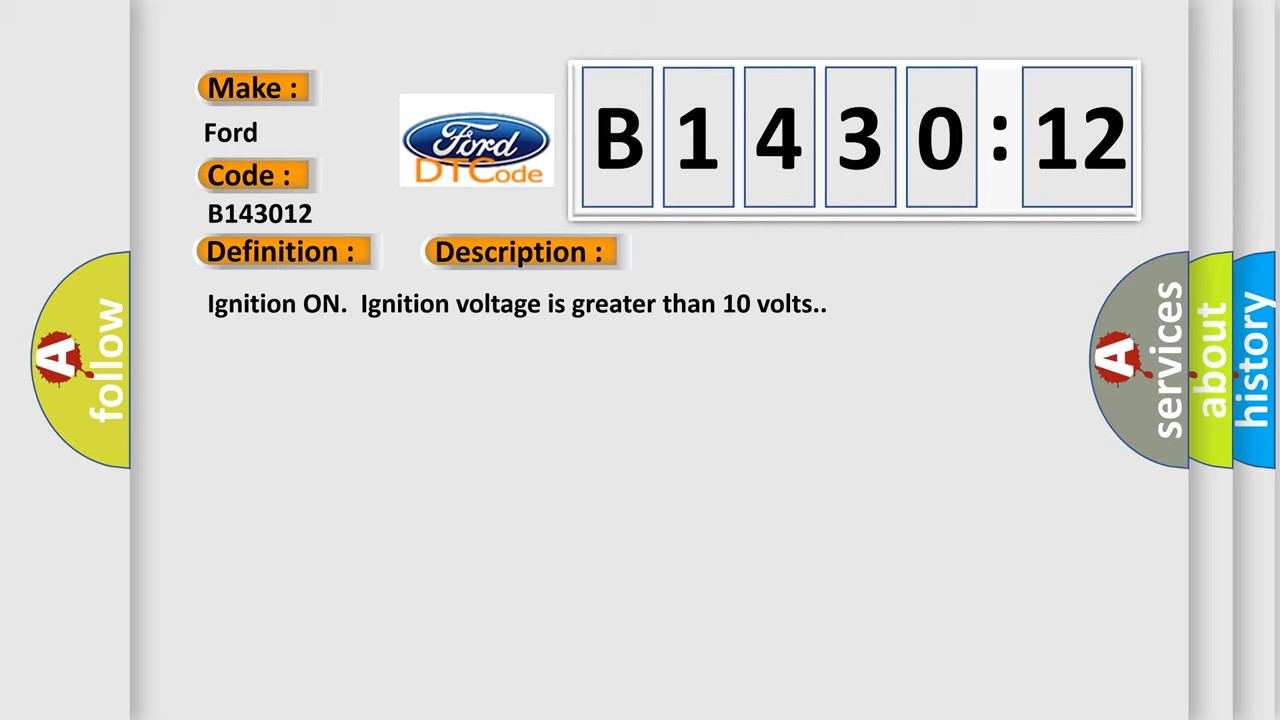 Make :
Ford
Code :
B143012
Definition :
Description :
Ignition ON. Ignition voltage is greater than 10 volts..
Ford
DTCode
B 1 4 3 0 : 12
A follow
A services
about
history